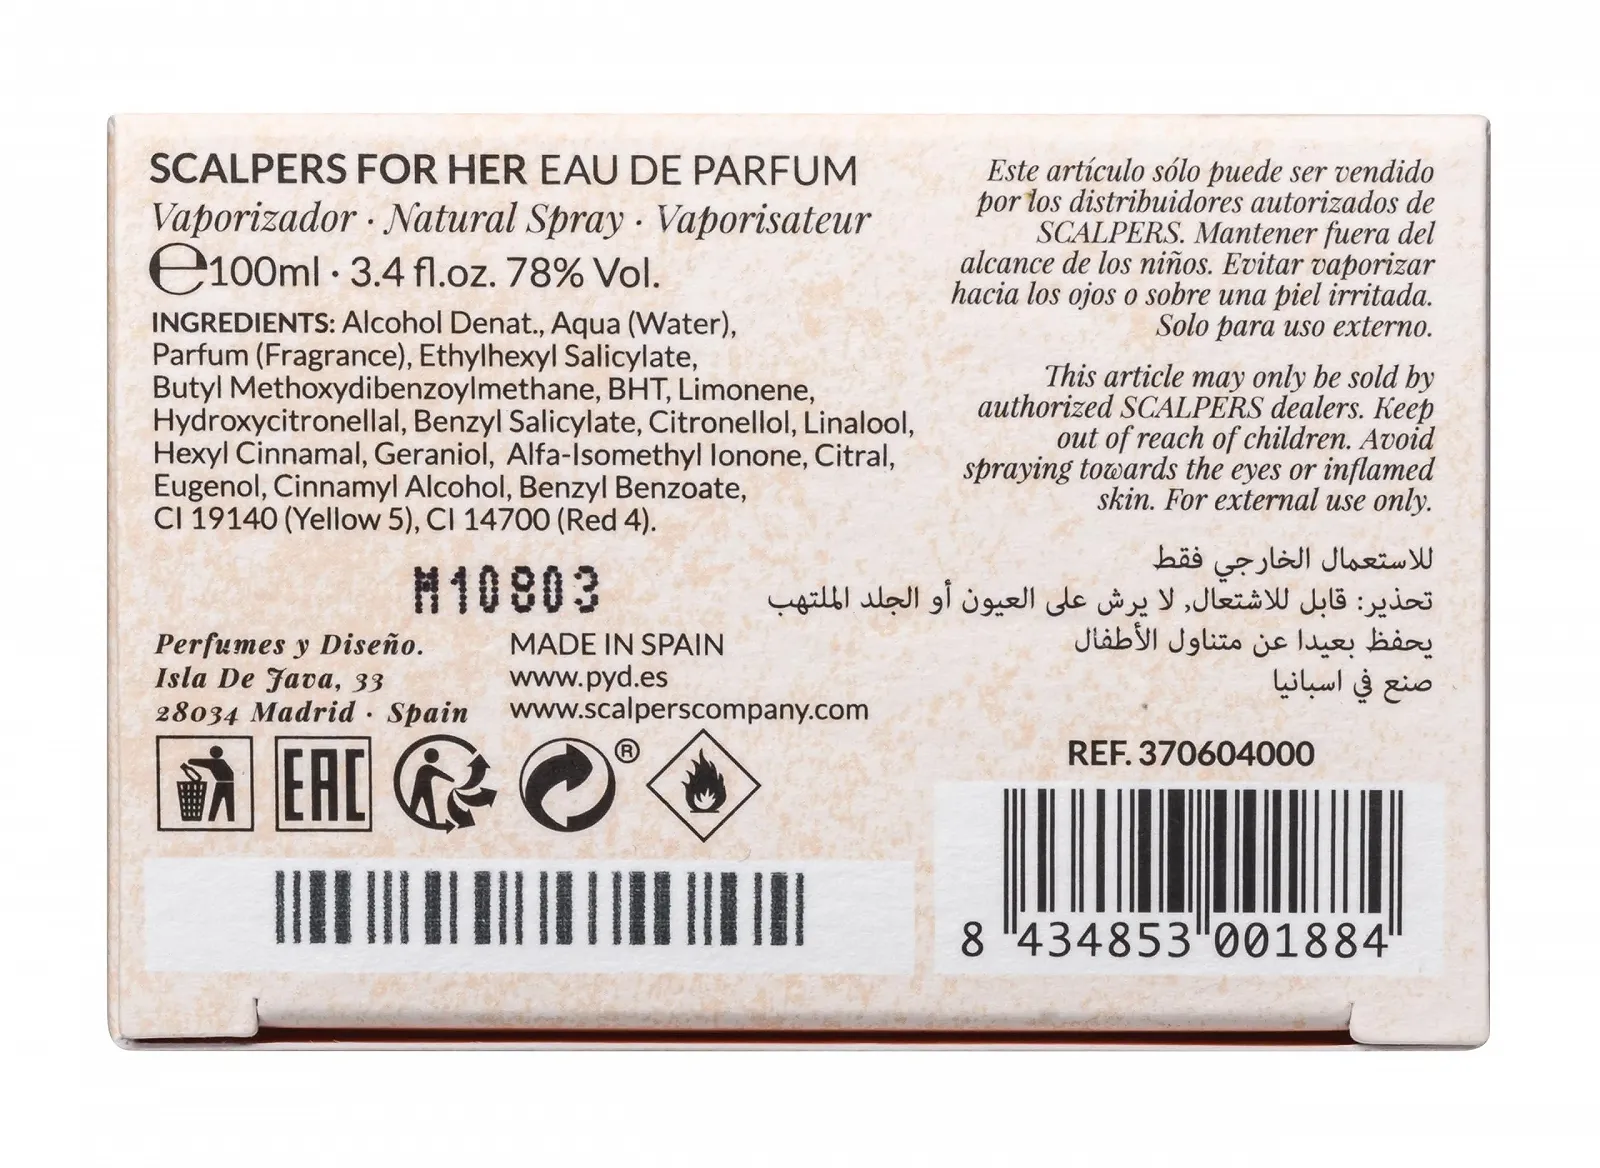 SCALPERS FOR HER EAU DE PARFUM
Vaporizador · Natural Spray · Vaporisateur
℮100ml · 3.4 fl.oz. 78% Vol.
INGREDIENTS: Alcohol Denat., Aqua (Water),
Parfum (Fragrance), Ethylhexyl Salicylate,
Butyl Methoxydibenzoylmethane, BHT, Limonene,
Hydroxycitronellal, Benzyl Salicylate, Citronellol, Linalool,
Hexyl Cinnamal, Geraniol, Alfa-Isomethyl Ionone, Citral,
Eugenol, Cinnamyl Alcohol, Benzyl Benzoate,
CI 19140 (Yellow 5), CI 14700 (Red 4).
M10803
Perfumes y Diseño.
Isla De Java, 33
28034 Madrid · Spain
MADE IN SPAIN
www.pyd.es
www.scalperscompany.com
EAC
®
Este artículo sólo puede ser vendido
por los distribuidores autorizados de
SCALPERS. Mantener fuera del
alcance de los niños. Evitar vaporizar
hacia los ojos o sobre una piel irritada.
Solo para uso externo.
This article may only be sold by
authorized SCALPERS dealers. Keep
out of reach of children. Avoid
spraying towards the eyes or inflamed
skin. For external use only.
للاستعمال الخارجي فقط
تحذير: قابل للاشتعال, لا يرش على العيون أو الجلد الملتهب
يحفظ بعيدا عن متناول الأطفال
صنع في اسبانيا
REF. 370604000
8 434853 001884